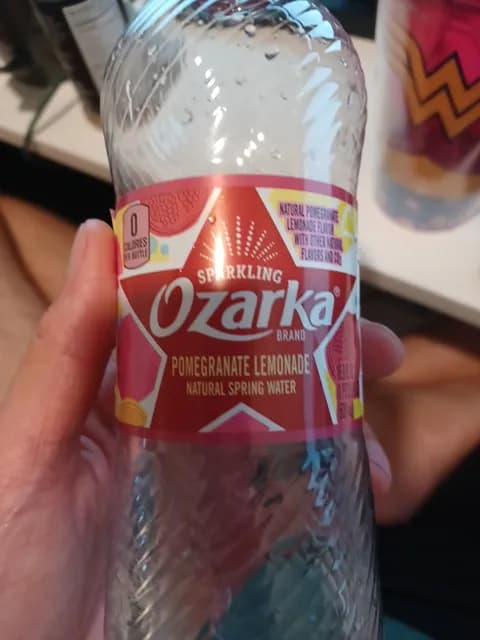 0
CALORIES
PER BOTTLE
NATURAL POMEGRANATE
LEMONADE FLAVOR
WITH OTHER NATURAL
FLAVORS AND CO2
SPARKLING
Ozarka®
BRAND
POMEGRANATE LEMONADE
NATURAL SPRING WATER